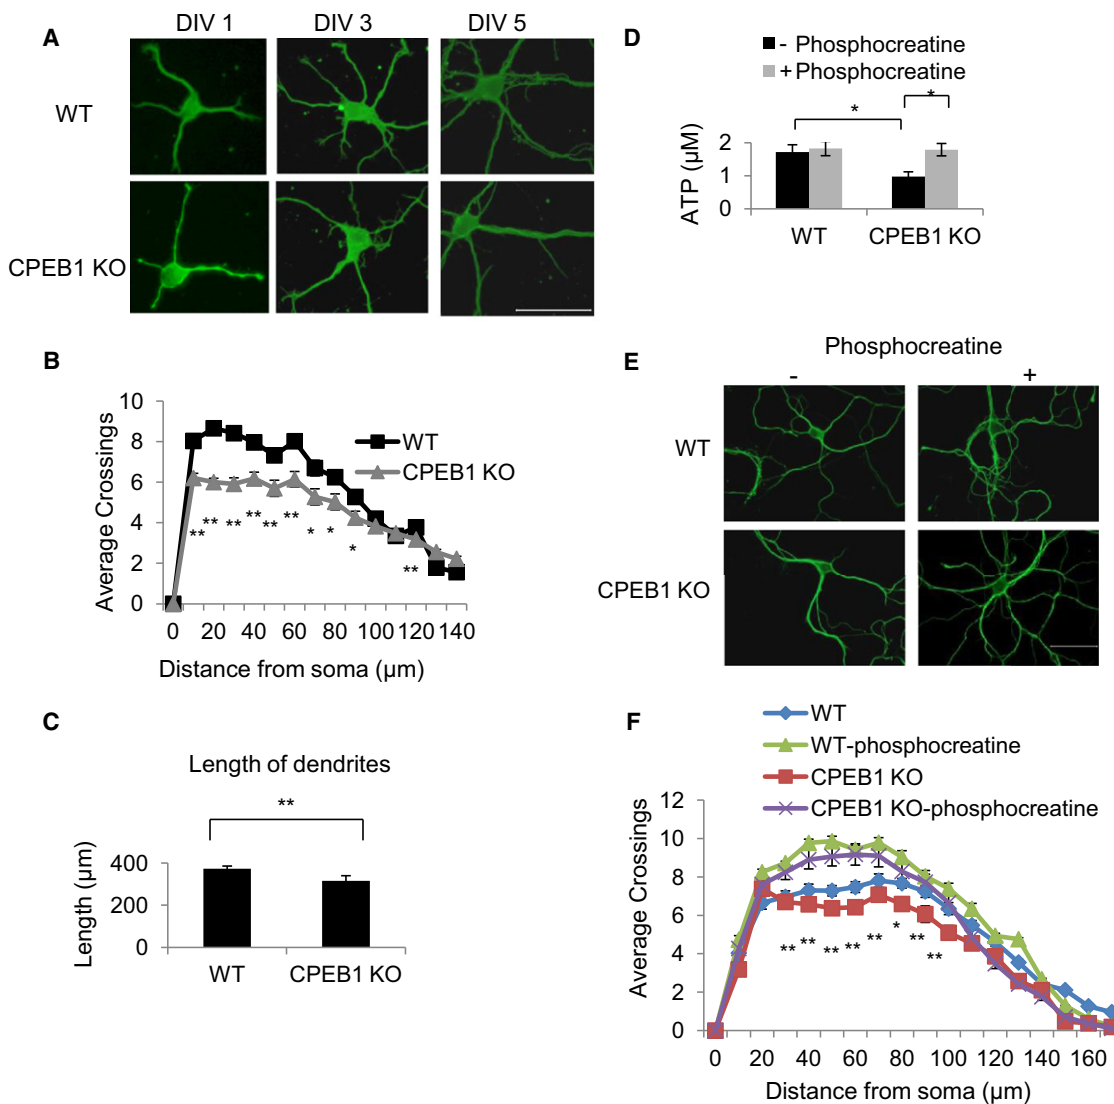 A
DIV 1 DIV 3 DIV 5
WT
CPEB1 KO
B
10
8
6
4
2
0
Average Crossings
WT
CPEB1 KO
** ** ** ** ** ** * * * **
0 20 40 60 80 100 120 140
Distance from soma (µm)
C
Length of dendrites
**
400
200
0
Length (µm)
WT CPEB1 KO
D
- Phosphocreatine
+ Phosphocreatine
* *
2
1
0
ATP (µM)
WT CPEB1 KO
E
Phosphocreatine
- +
WT
CPEB1 KO
F
WT
WT-phosphocreatine
CPEB1 KO
CPEB1 KO-phosphocreatine
12
10
8
6
4
2
0
Average Crossings
** ** ** ** ** * ** **
0 20 40 60 80 100 120 140 160
Distance from soma (µm)